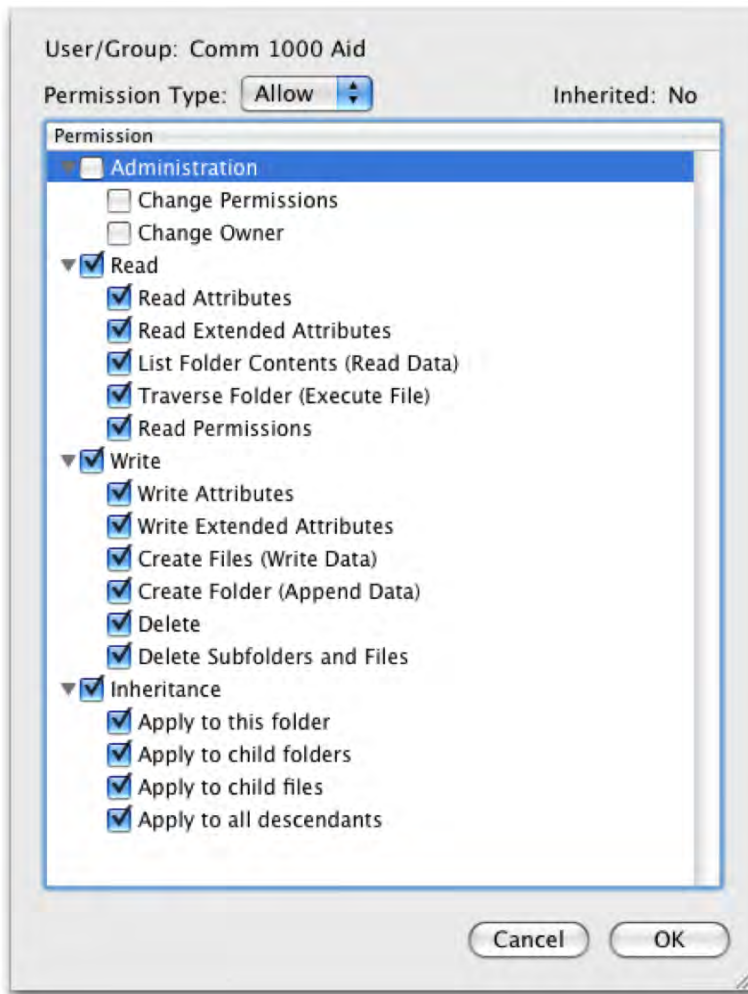 User/Group: Comm 1000 Aid
Permission Type: Allow Inherited: No
Permission
Administration
Change Permissions
Change Owner
Read
Read Attributes
Read Extended Attributes
List Folder Contents (Read Data)
Traverse Folder (Execute File)
Read Permissions
Write
Write Attributes
Write Extended Attributes
Create Files (Write Data)
Create Folder (Append Data)
Delete
Delete Subfolders and Files
Inheritance
Apply to this folder
Apply to child folders
Apply to child files
Apply to all descendants
Cancel OK